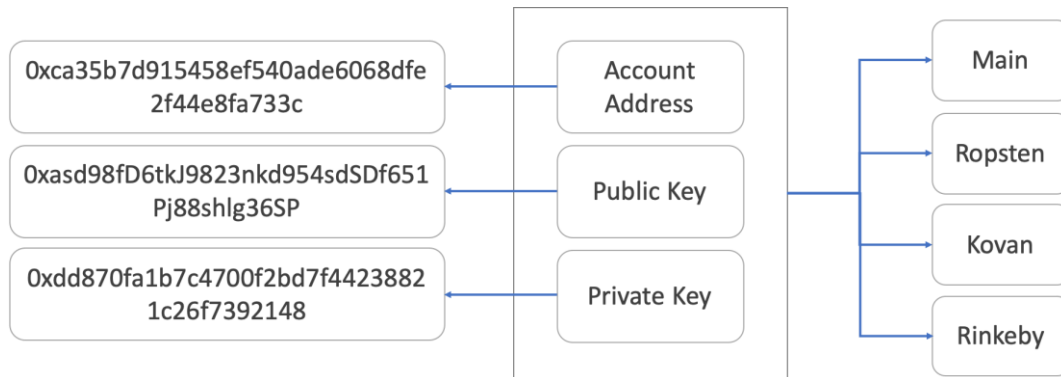 0xca35b7d915458ef540ade6068dfe
2f44e8fa733c
0xasd98fD6tkJ9823nkd954sdSDf651
Pj88shlg36SP
0xdd870fa1b7c4700f2bd7f4423882
1c26f7392148
Account
Address
Public Key
Private Key
Main
Ropsten
Kovan
Rinkeby